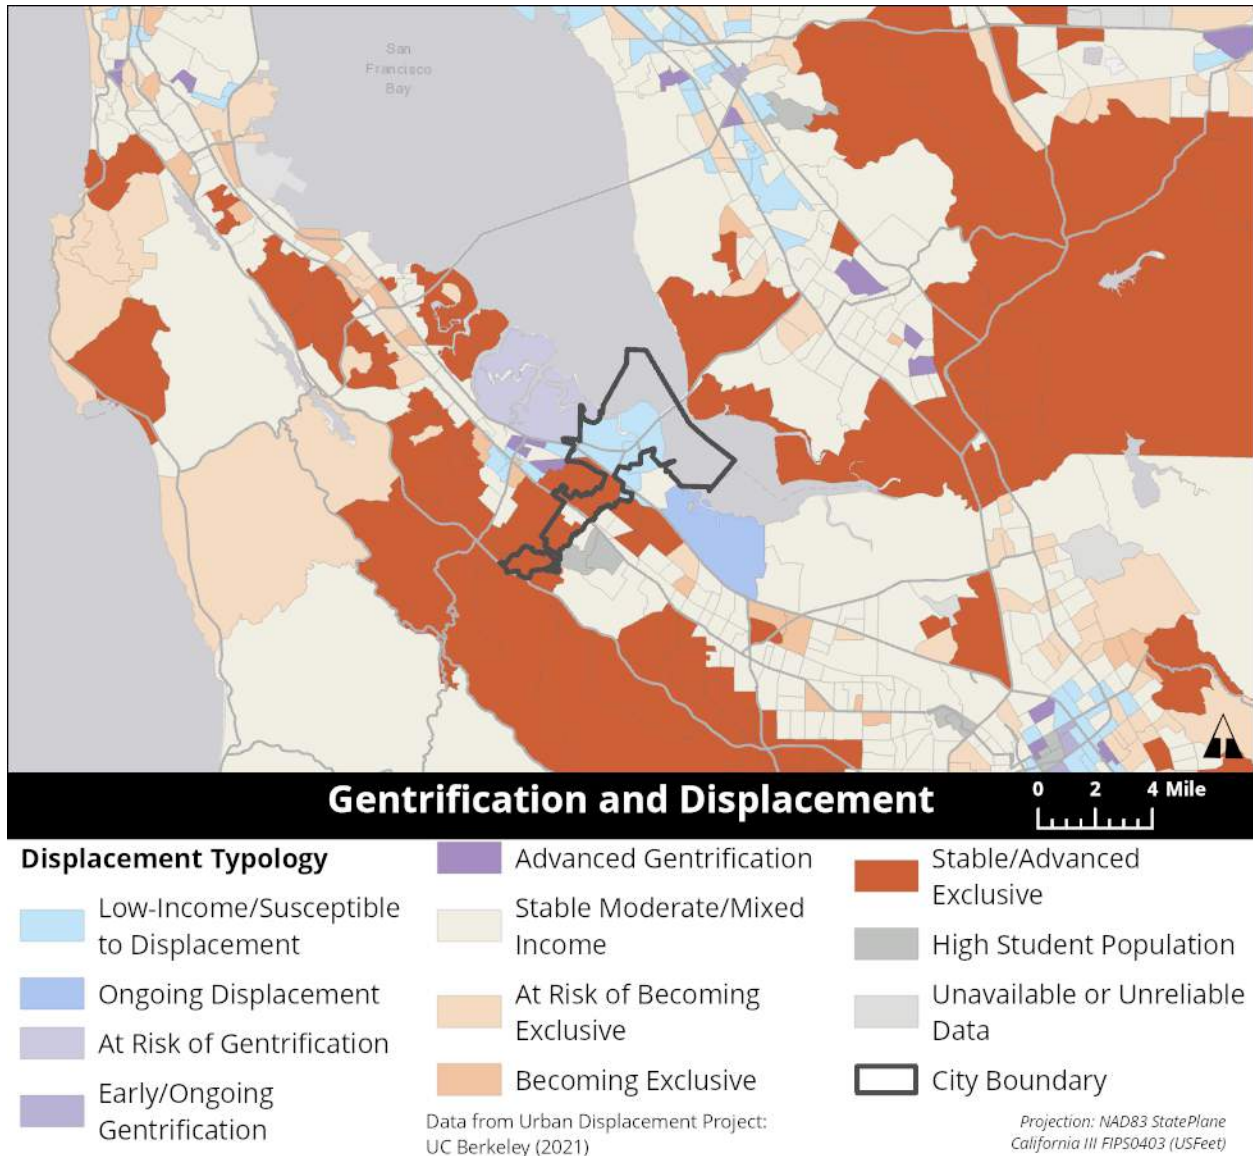 San
Francisco
Bay
Gentrification and Displacement
0 2 4 Mile
Displacement Typology
Low-Income/Susceptible
to Displacement
Ongoing Displacement
At Risk of Gentrification
Early/Ongoing
Gentrification
Advanced Gentrification
Stable Moderate/Mixed
Income
At Risk of Becoming
Exclusive
Becoming Exclusive
Data from Urban Displacement Project:
UC Berkeley (2021)
Stable/Advanced
Exclusive
High Student Population
Unavailable or Unreliable
Data
City Boundary
Projection: NAD83 StatePlane
California III FIPS0403 (USFeet)